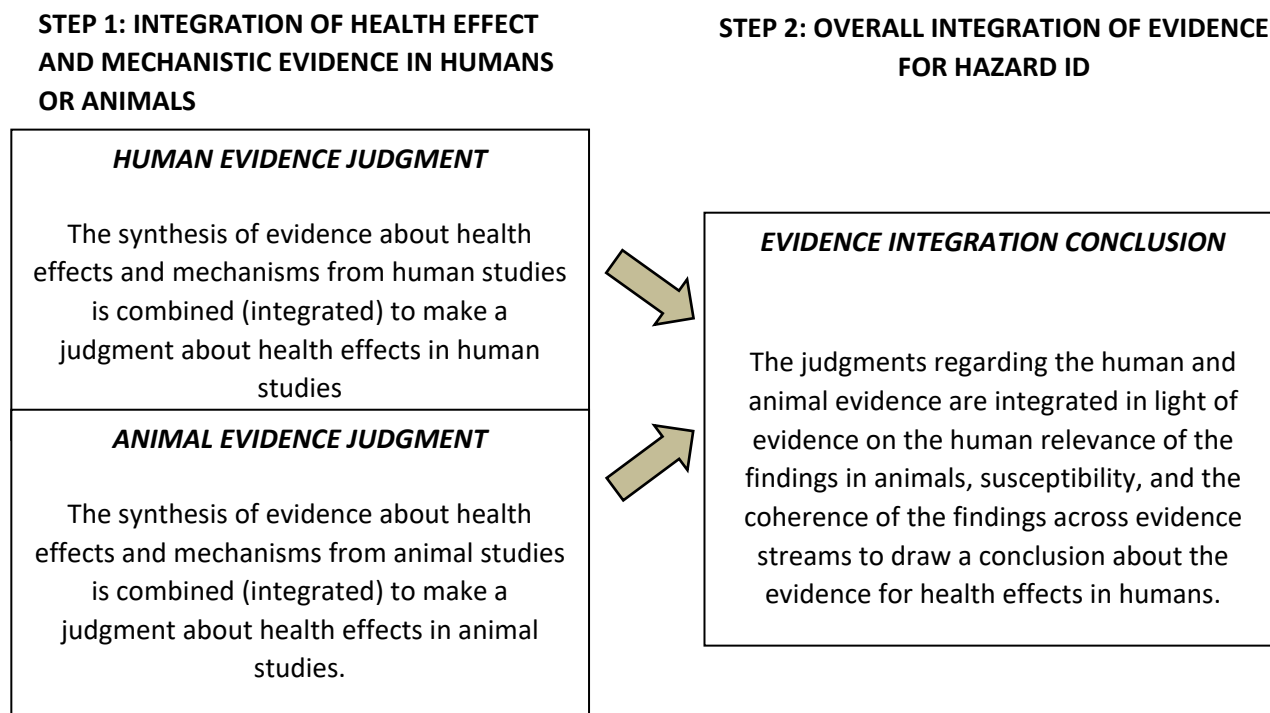 STEP 1: INTEGRATION OF HEALTH EFFECT
AND MECHANISTIC EVIDENCE IN HUMANS
OR ANIMALS
HUMAN EVIDENCE JUDGMENT
The synthesis of evidence about health
effects and mechanisms from human studies
is combined (integrated) to make a
judgment about health effects in human
studies
ANIMAL EVIDENCE JUDGMENT
The synthesis of evidence about health
effects and mechanisms from animal studies
is combined (integrated) to make a
judgment about health effects in animal
studies.
STEP 2: OVERALL INTEGRATION OF EVIDENCE
FOR HAZARD ID
EVIDENCE INTEGRATION CONCLUSION
The judgments regarding the human and
animal evidence are integrated in light of
evidence on the human relevance of the
findings in animals, susceptibility, and the
coherence of the findings across evidence
streams to draw a conclusion about the
evidence for health effects in humans.